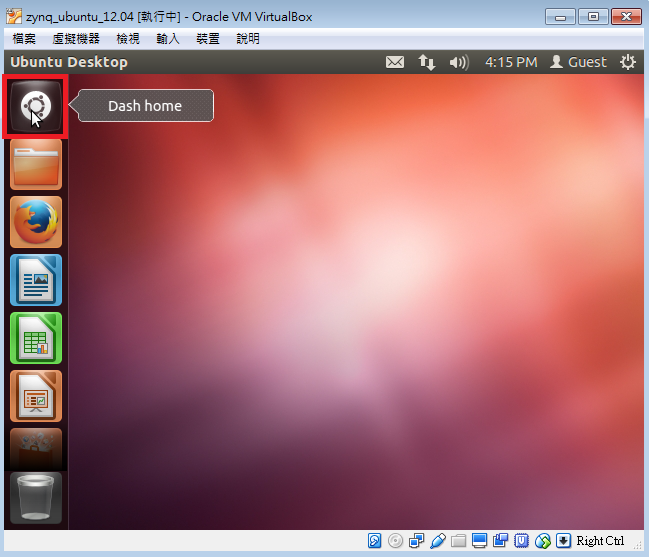 zynq_ubuntu_12.04 [執行中] - Oracle VM VirtualBox
檔案 虛擬機器 檢視 輸入 裝置 說明
Ubuntu Desktop 4:15 PM Guest
Dash home
Right Ctrl